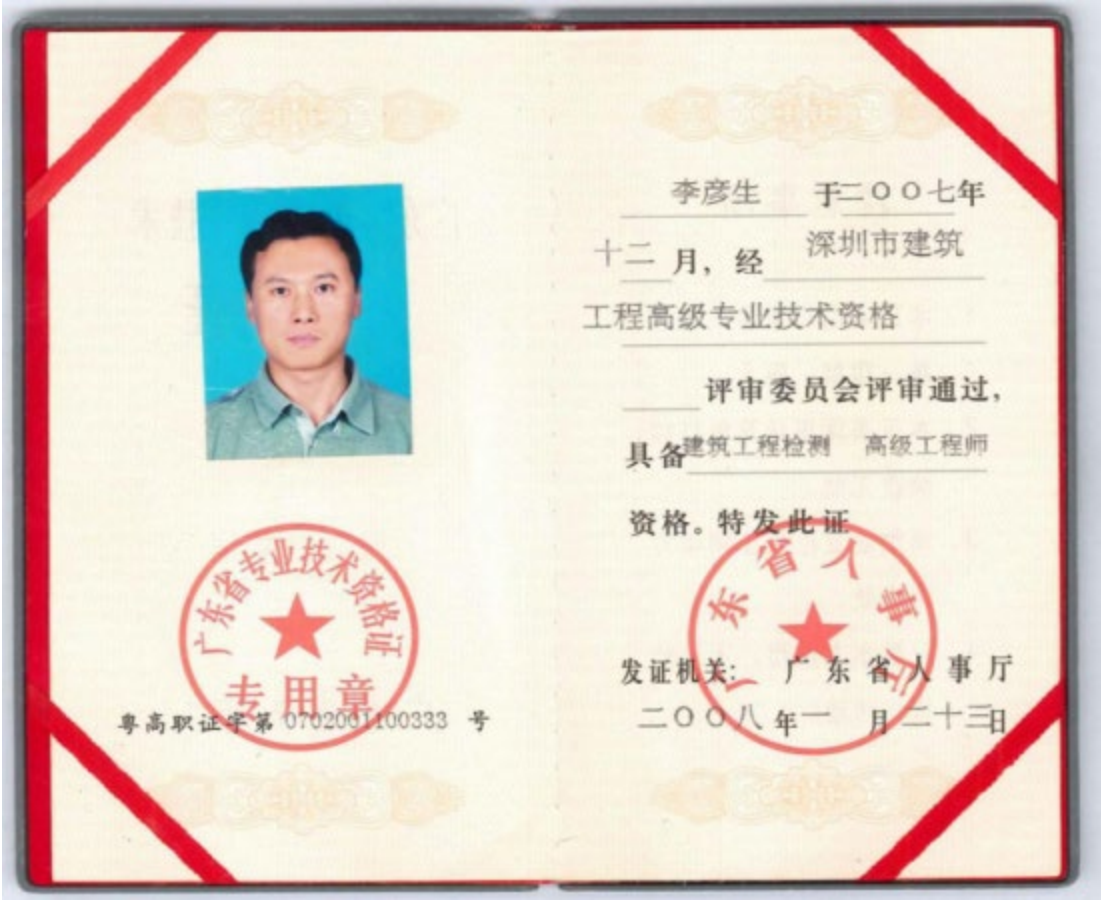 广东省专业技术资格证
专用章
粤高职证字第 0702001100333 号
李彦生 于二〇〇七年
十二月，经 深圳市建筑
工程高级专业技术资格
评审委员会评审通过，
具备建筑工程检测 高级工程师
资格。特发此证
广东省人事厅
发证机关：广东省人事厅
二〇〇八年一月二十三日